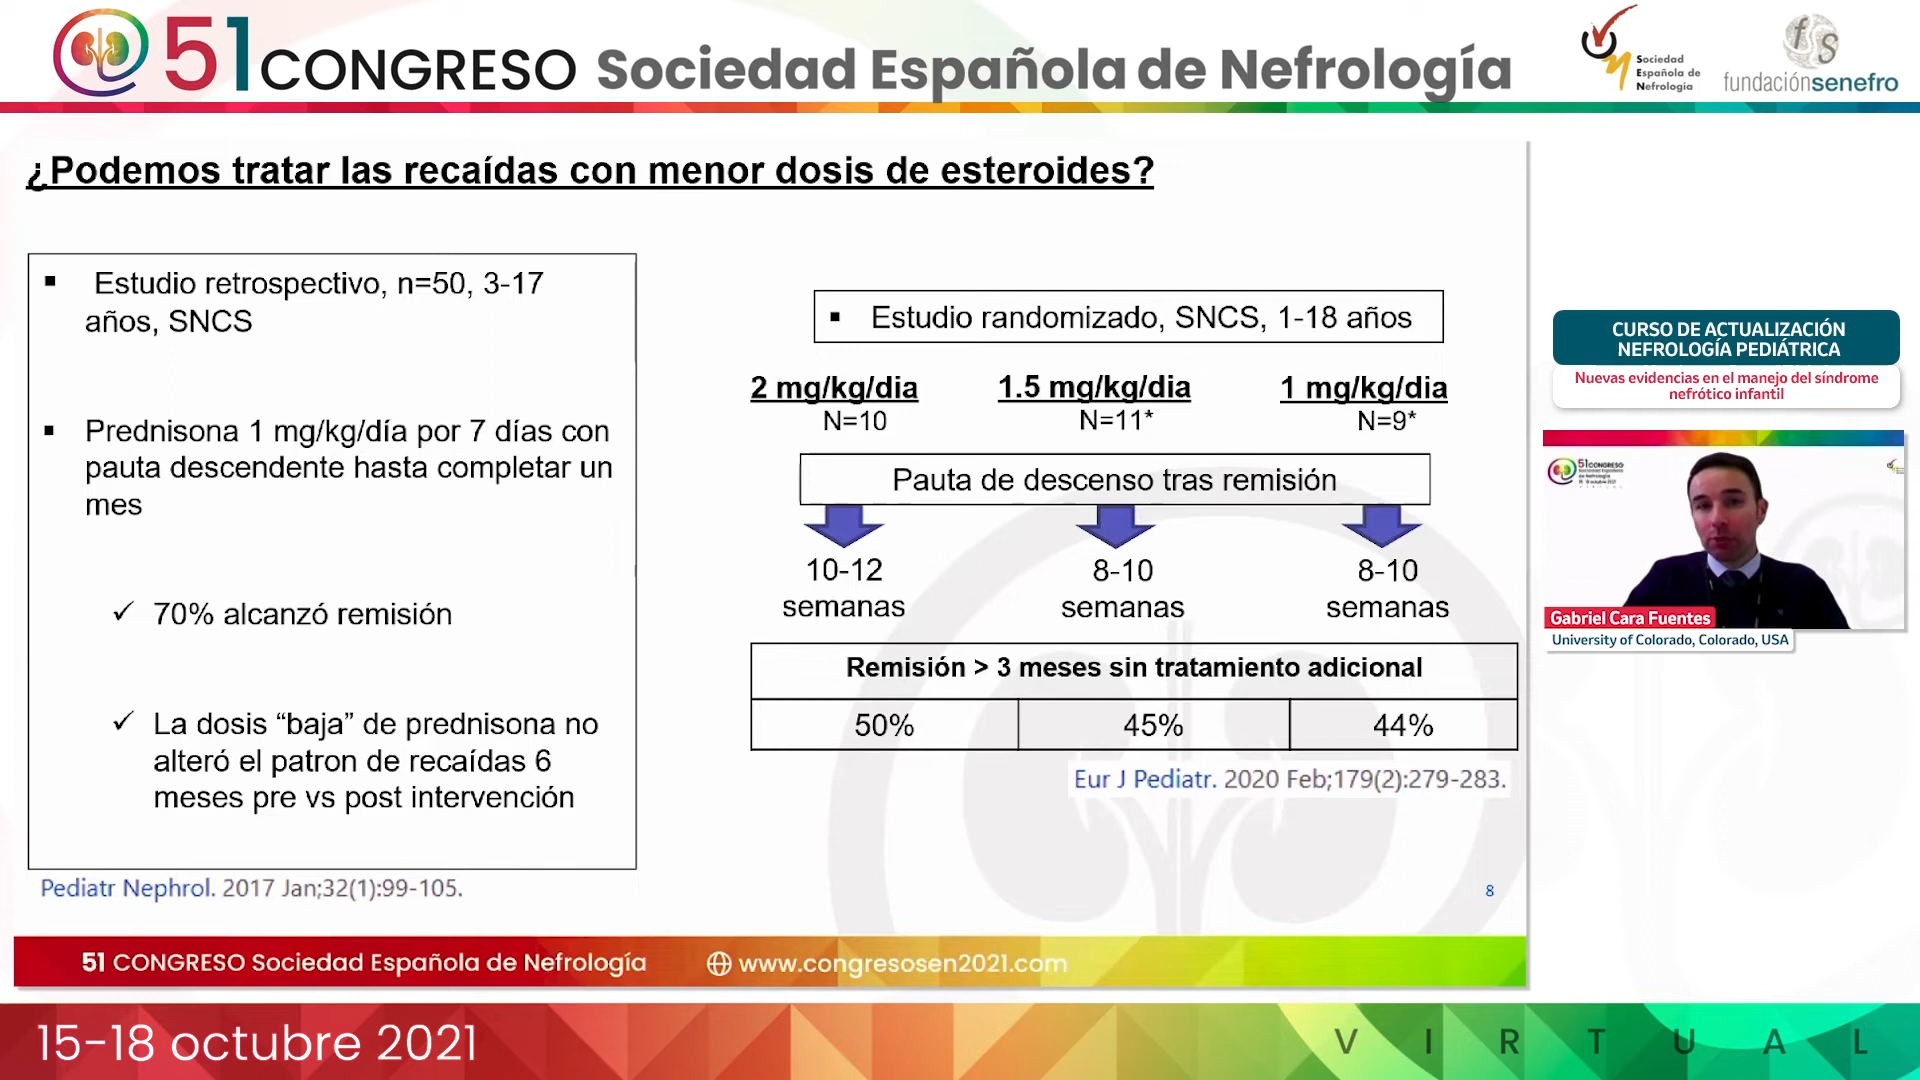 51 CONGRESO Sociedad Española de Nefrología
Sociedad
Española de
Nefrología
fundaciónsenefro
¿Podemos tratar las recaídas con menor dosis de esteroides?
▪ Estudio retrospectivo, n=50, 3-17
años, SNCS
▪ Prednisona 1 mg/kg/día por 7 días con
pauta descendente hasta completar un
mes
✓ 70% alcanzó remisión
✓ La dosis “baja” de prednisona no
alteró el patron de recaídas 6
meses pre vs post intervención
Pediatr Nephrol. 2017 Jan;32(1):99-105.
▪ Estudio randomizado, SNCS, 1-18 años
2 mg/kg/dia 1.5 mg/kg/dia 1 mg/kg/dia
N=10 N=11* N=9*
Pauta de descenso tras remisión
10-12 8-10 8-10
semanas semanas semanas
Remisión > 3 meses sin tratamiento adicional
50% 45% 44%
Eur J Pediatr. 2020 Feb;179(2):279-283.
8
51 CONGRESO Sociedad Española de Nefrología www.congresosen2021.com
CURSO DE ACTUALIZACIÓN
NEFROLOGÍA PEDIÁTRICA
Nuevas evidencias en el manejo del síndrome
nefrótico infantil
51CONGRESO
Gabriel Cara Fuentes
University of Colorado, Colorado, USA
15-18 octubre 2021
VIRTUAL